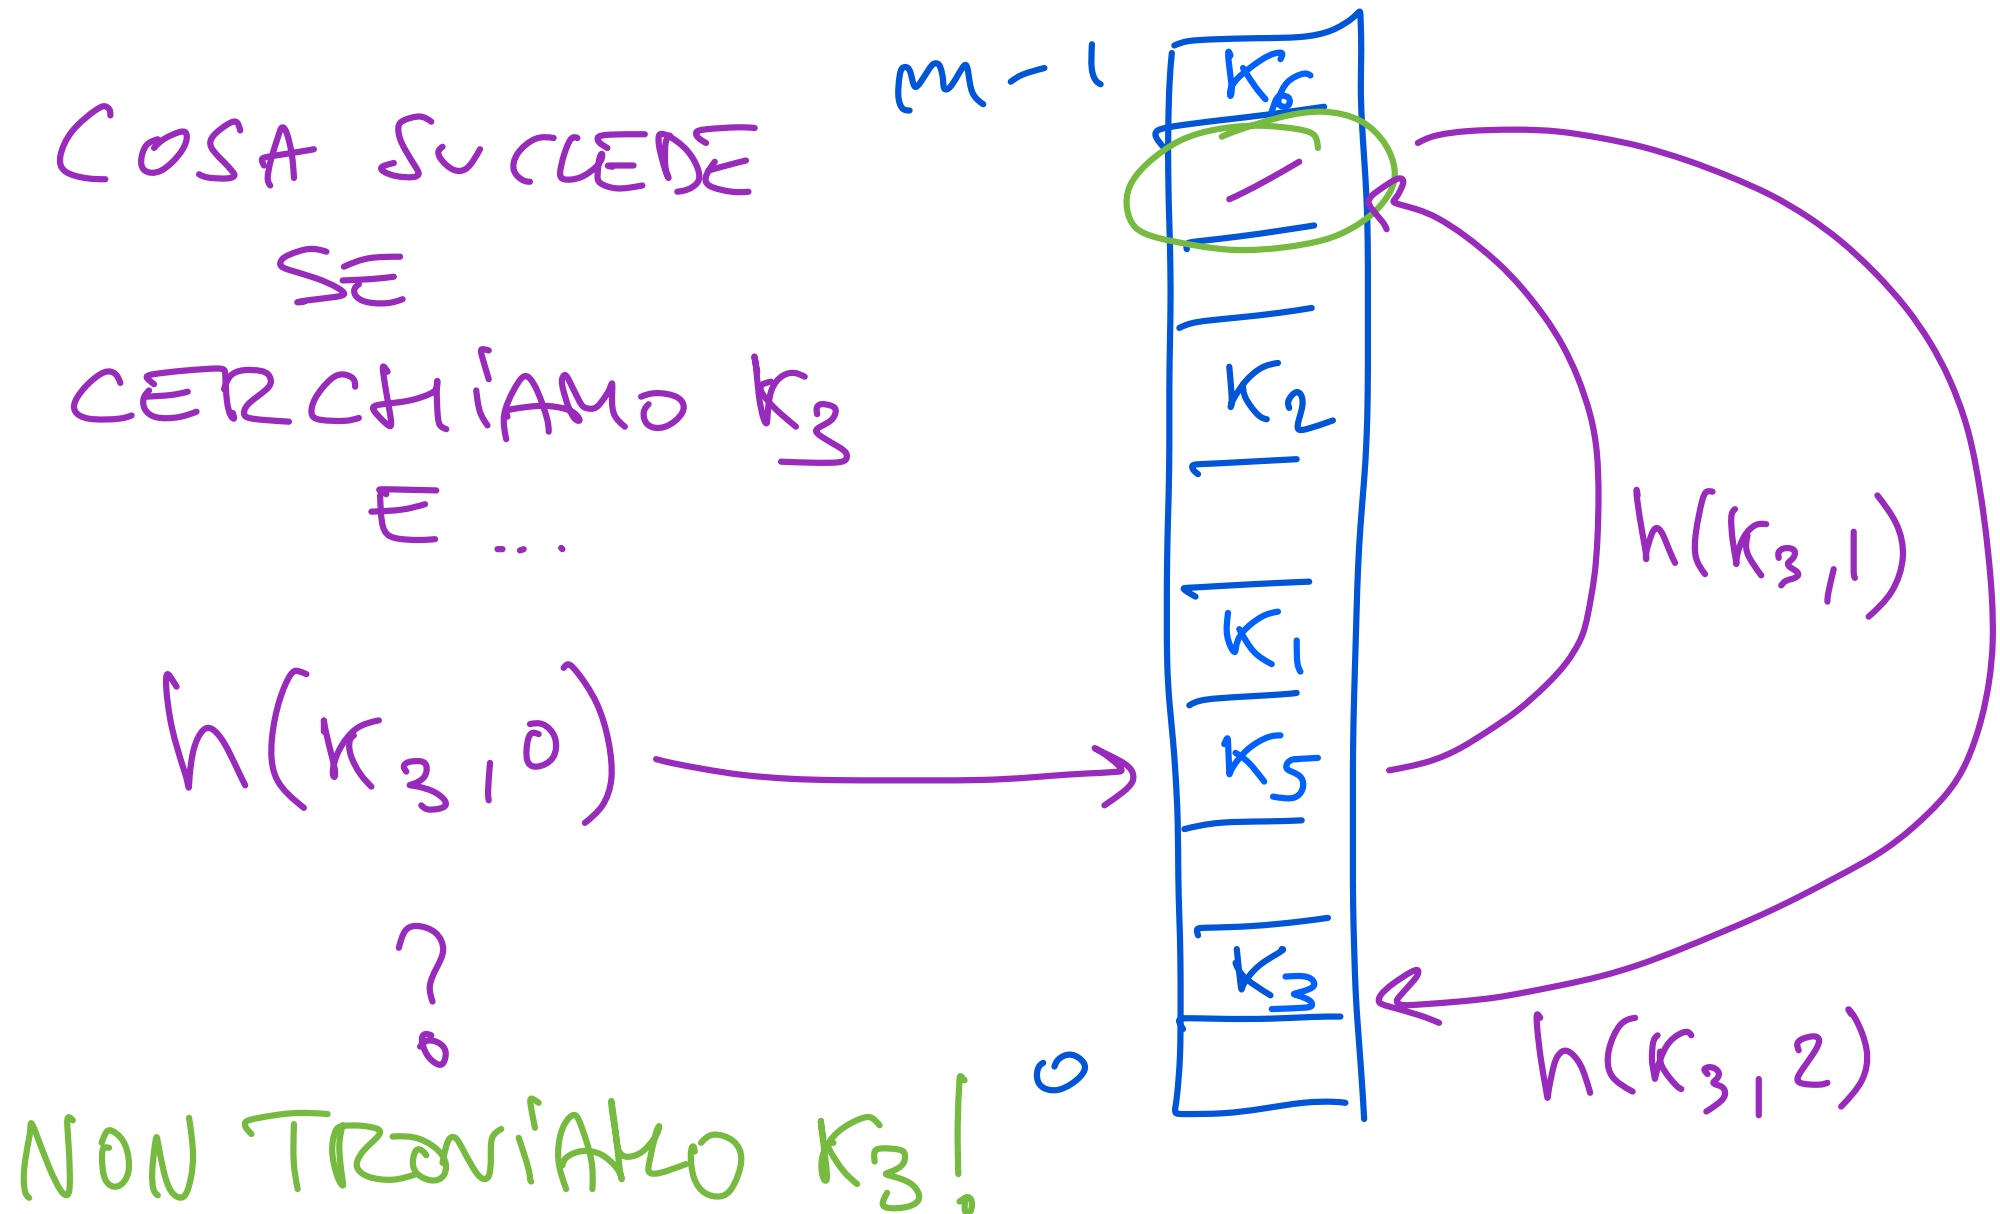 COSA SUCCEDE
SE
CERCHIAMO K3
E ...
h(K3,0)
?
NON TROVIAMO K3!
m-1
K6
K2
K1
K5
K3
0
h(K3,1)
h(K3,2)